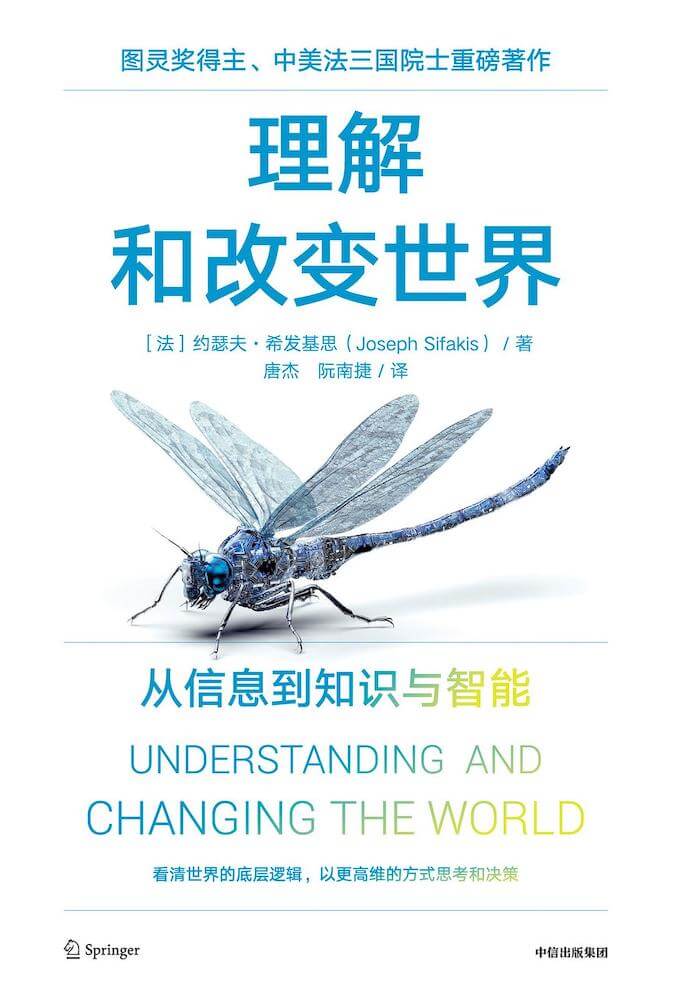 图灵奖得主、中美法三国院士重磅著作
理解
和改变世界
［法］约瑟夫·希发基思（Joseph Sifakis） / 著
唐杰 阮南捷 / 译
从信息到知识与智能
UNDERSTANDING AND
CHANGING THE WORLD
看清世界的底层逻辑，以更高维的方式思考和决策
Springer
中信出版集团